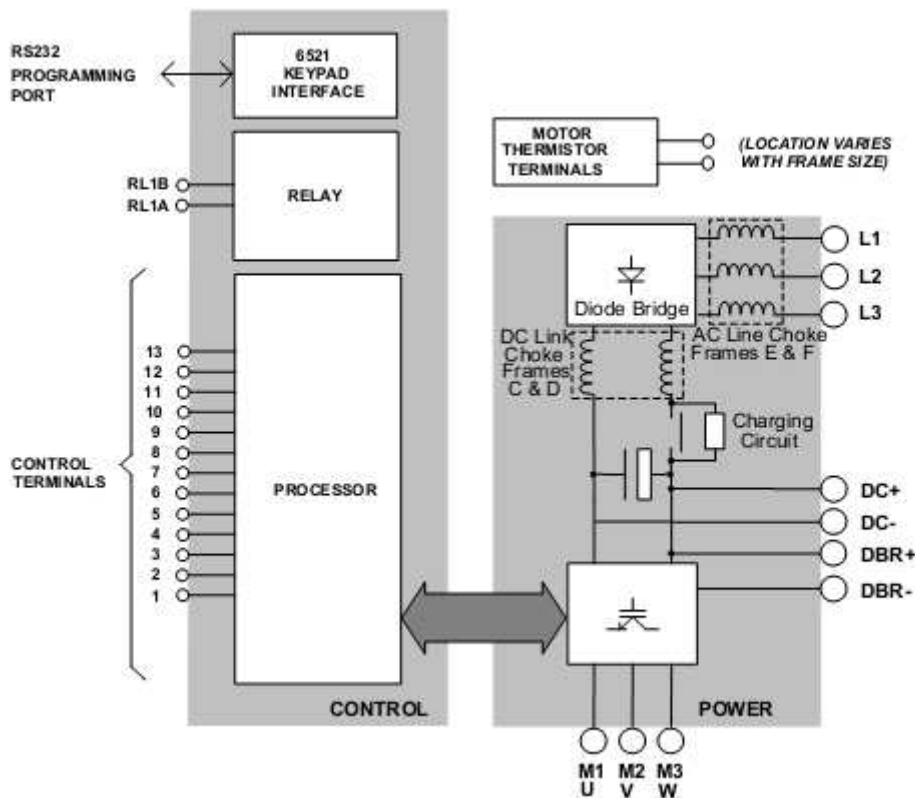 RS232
PROGRAMMING
PORT
6521
KEYPAD
INTERFACE
RELAY
RL1B
RL1A
CONTROL
TERMINALS
13
12
11
10
9
8
7
6
5
4
3
2
1
PROCESSOR
CONTROL
MOTOR
THERMISTOR
TERMINALS
(LOCATION VARIES
WITH FRAME SIZE)
Diode Bridge
L1
L2
L3
DC Link
Choke
Frames
C & D
AC Line Choke
Frames E & F
Charging
Circuit
DC+
DC-
DBR+
DBR-
POWER
M1 M2 M3
U V W